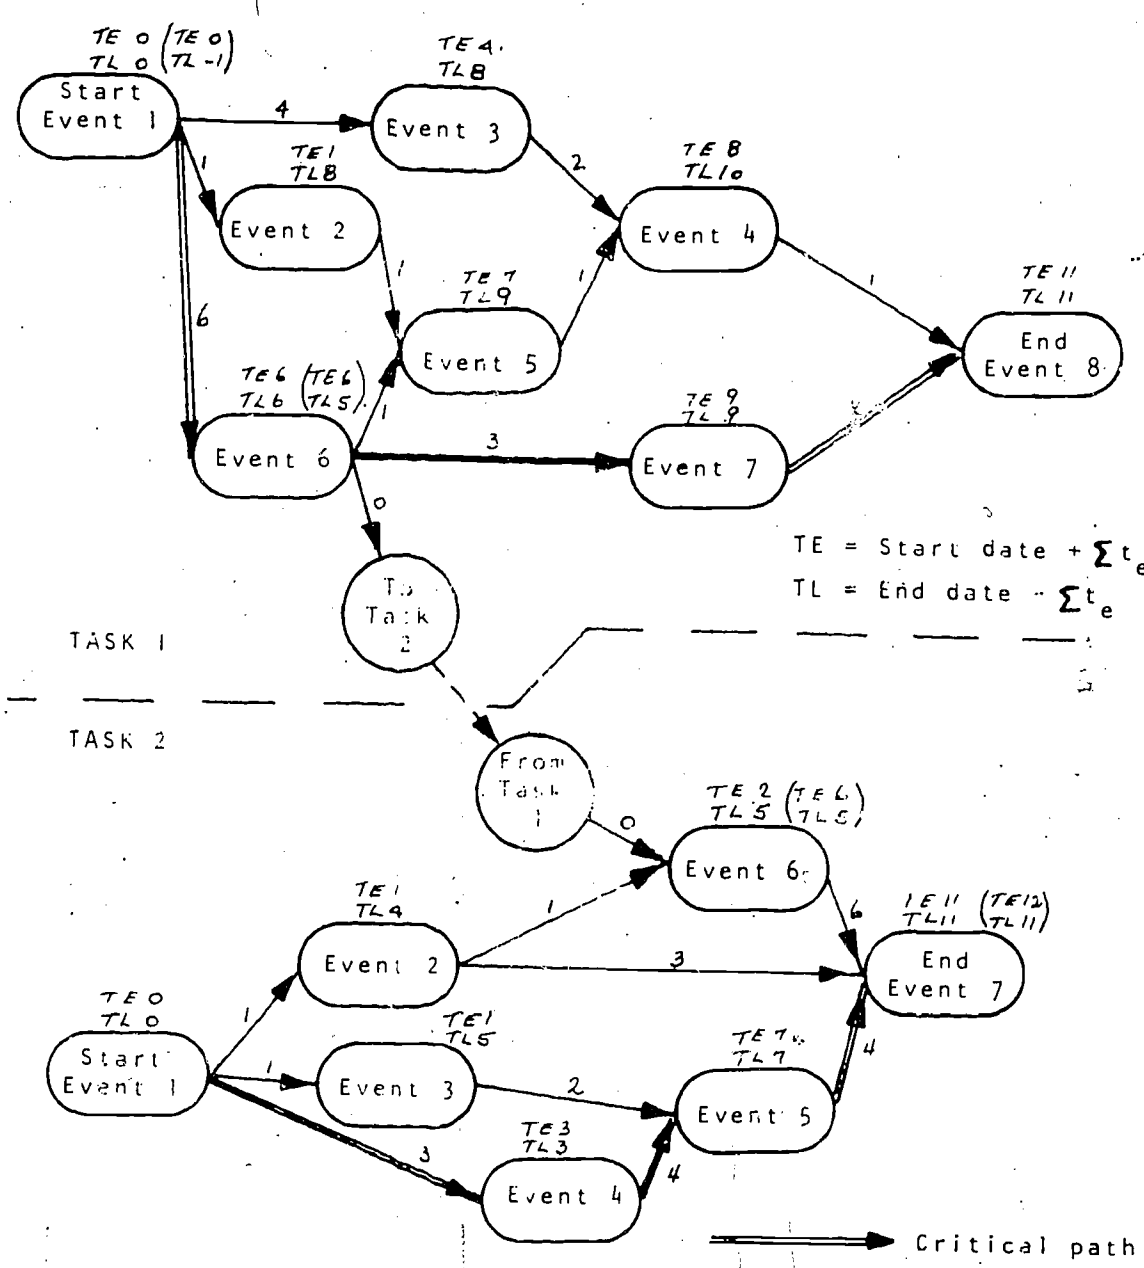 TE 0 (TE 0)
TL 0 (TL -1)
Start
Event 1
4
TE 4
TL 8
Event 3
2
1
TE 1
TL 8
Event 2
TE 8
TL 10
Event 4
1
1
1
TE 7
TL 9
Event 5
TE 11
TL 11
End
Event 8
6
TE 6 (TE 6)
TL 6 (TL 5)
Event 6
1
3
TE 9
TL 9
Event 7
0
To
Task
2
TE = Start date + Σ te
TL = End date - Σ te
TASK 1
TASK 2
From
Task
1
0
TE 2 (TE 6)
TL 5 (TL 5)
Event 6
6
TE 1
TL 4
Event 2
1
3
TE 11 (TE 12)
TL 11 (TL 11)
End
Event 7
TE 0
TL 0
Start
Event 1
1
1
TE 1
TL 5
Event 3
2
TE 7
TL 7
Event 5
4
3
TE 3
TL 3
Event 4
4
Critical path